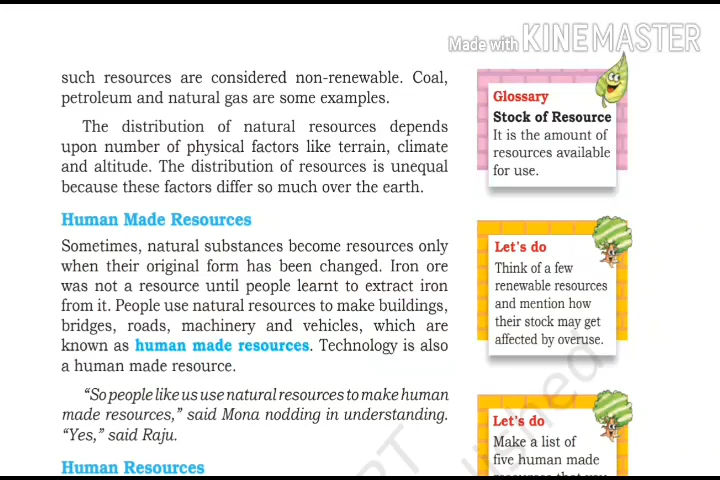 Made with KINEMASTER
such resources are considered non-renewable. Coal,
petroleum and natural gas are some examples.
The distribution of natural resources depends
upon number of physical factors like terrain, climate
and altitude. The distribution of resources is unequal
because these factors differ so much over the earth.
Human Made Resources
Sometimes, natural substances become resources only
when their original form has been changed. Iron ore
was not a resource until people learnt to extract iron
from it. People use natural resources to make buildings,
bridges, roads, machinery and vehicles, which are
known as human made resources. Technology is also
a human made resource.
“So people like us use natural resources to make human
made resources,” said Mona nodding in understanding.
“Yes,” said Raju.
Human Resources
Glossary
Stock of Resource
It is the amount of
resources available
for use.
Let's do
Think of a few
renewable resources
and mention how
their stock may get
affected by overuse.
Let's do
Make a list of
five human made
resources that you